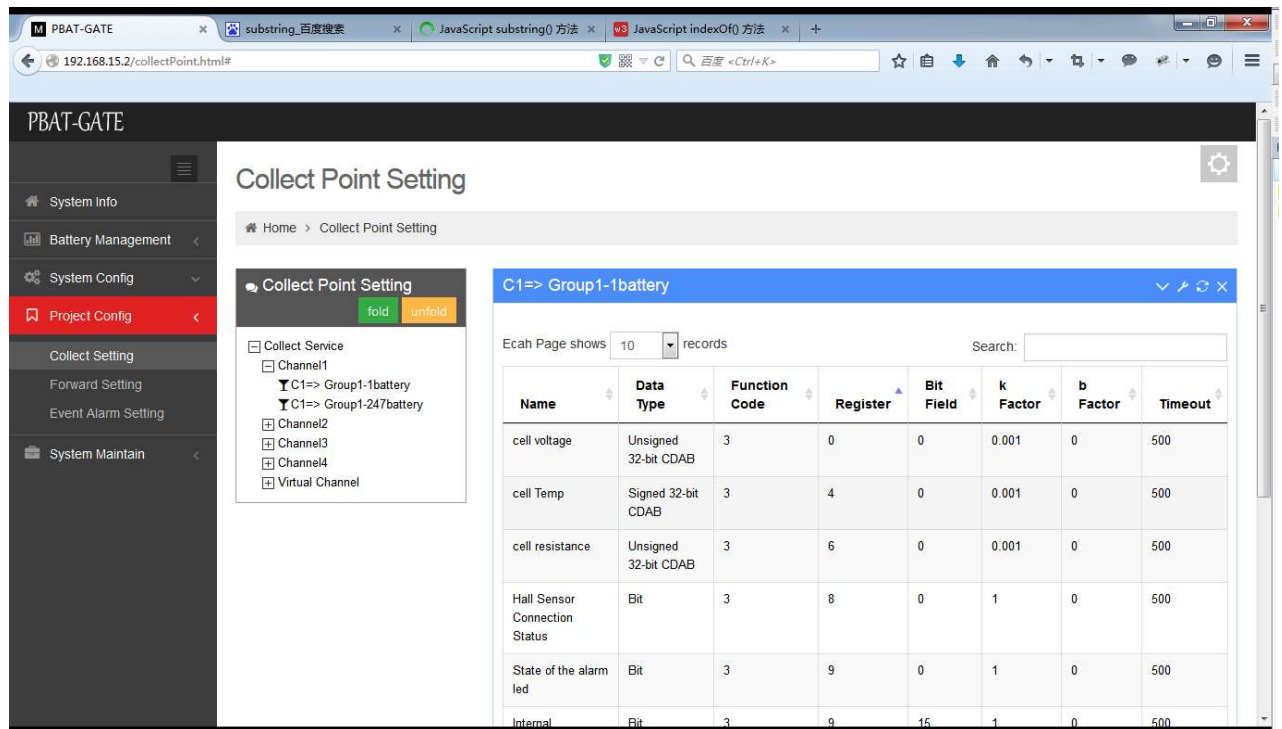 PBAT-GATE
substring_百度搜索
JavaScript substring() 方法
JavaScript indexOf() 方法
192.168.15.2/collectPoint.html#
百度 <Ctrl+K>
PBAT-GATE
Collect Point Setting
System Info
Home > Collect Point Setting
Battery Management
System Config
Project Config
Collect Setting
Forward Setting
Event Alarm Setting
System Maintain
Collect Point Setting
fold unfold
Collect Service
Channel1
C1=> Group1-1battery
C1=> Group1-247battery
Channel2
Channel3
Channel4
Virtual Channel
C1=> Group1-1battery
Ecah Page shows 10 records
Search:
Name Data Type Function Code Register Bit Field k Factor b Factor Timeout
cell voltage Unsigned 32-bit CDAB 3 0 0 0.001 0 500
cell Temp Signed 32-bit CDAB 3 4 0 0.001 0 500
cell resistance Unsigned 32-bit CDAB 3 6 0 0.001 0 500
Hall Sensor Connection Status Bit 3 8 0 1 0 500
State of the alarm led Bit 3 9 0 1 0 500
Internal Bit 3 9 15 1 0 500